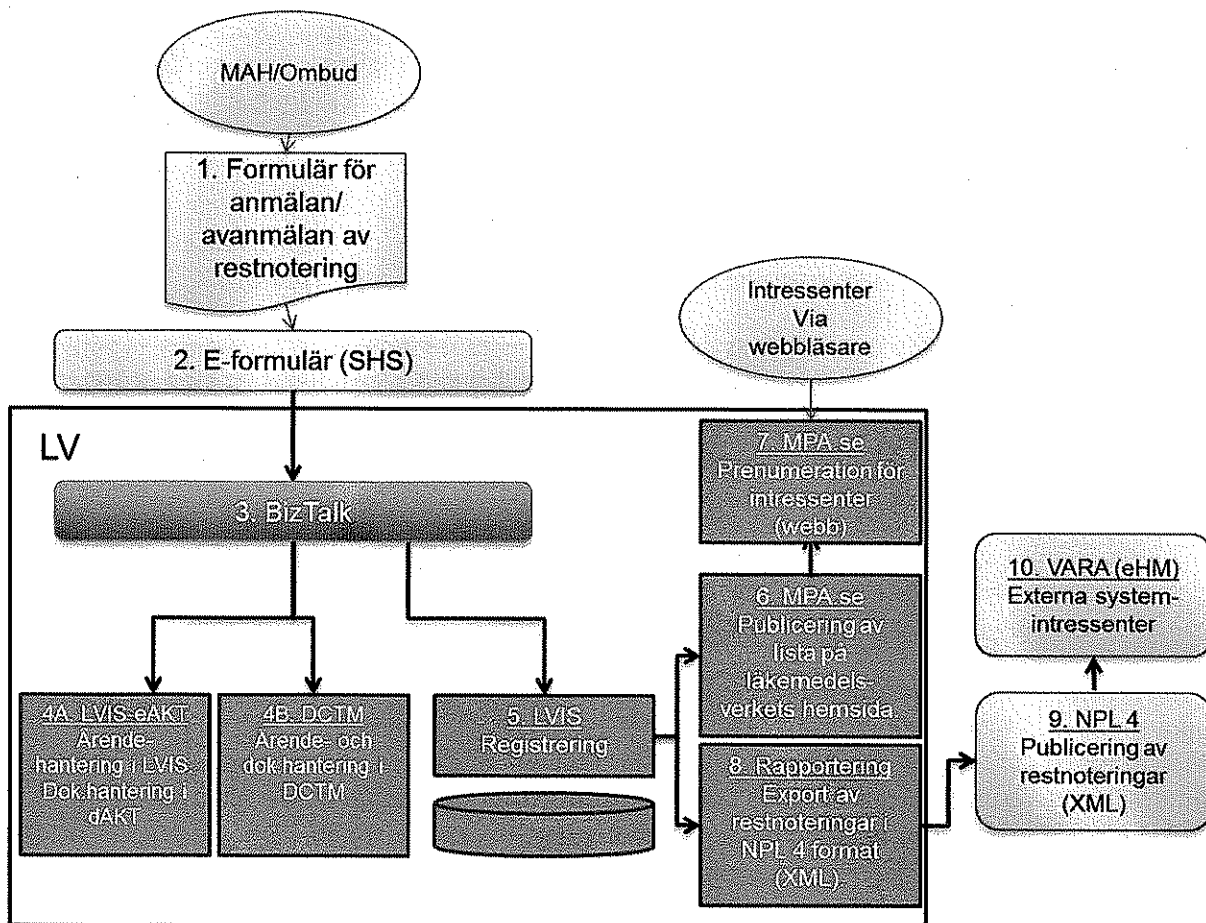 MAH/Ombud
1. Formulär för
anmälan/
avanmälan av
restnotering
2. E-formulär (SHS)
Intressenter
Via
webbläsare
LV
3. BizTalk
7. MPA.se
Prenumeration för
intressenter
(webb)
6. MPA.se
Publicering av
lista på
läkemedels-
verkets hemsida
10. VARA (eHM)
Externa system-
intressenter
4A. LVIS-eAKT
Ärende-
hantering i LVIS
Dok.hantering i
dAKT
4B. DCTM
Ärende- och
dok.hantering i
DCTM
5. LVIS
Registrering
8. Rapportering
Export av
restnoteringar i
NPL 4 format
(XML).
9. NPL 4
Publicering av
restnoteringar
(XML)